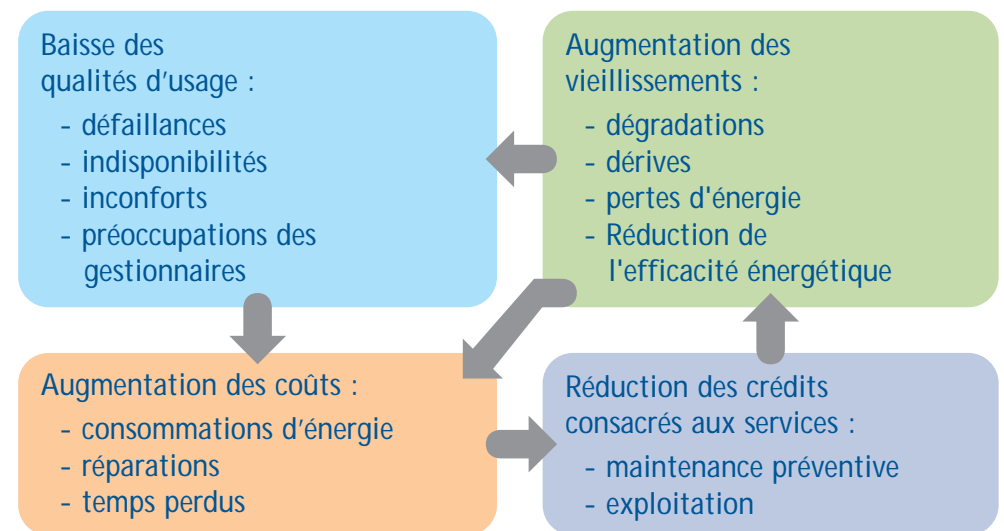 Baisse des
qualités d’usage :
- défaillances
- indisponibilités
- inconforts
- préoccupations des
gestionnaires
Augmentation des
vieillissements :
- dégradations
- dérives
- pertes d'énergie
- Réduction de
l'efficacité énergétique
Augmentation des coûts :
- consommations d’énergie
- réparations
- temps perdus
Réduction des crédits
consacrés aux services :
- maintenance préventive
- exploitation